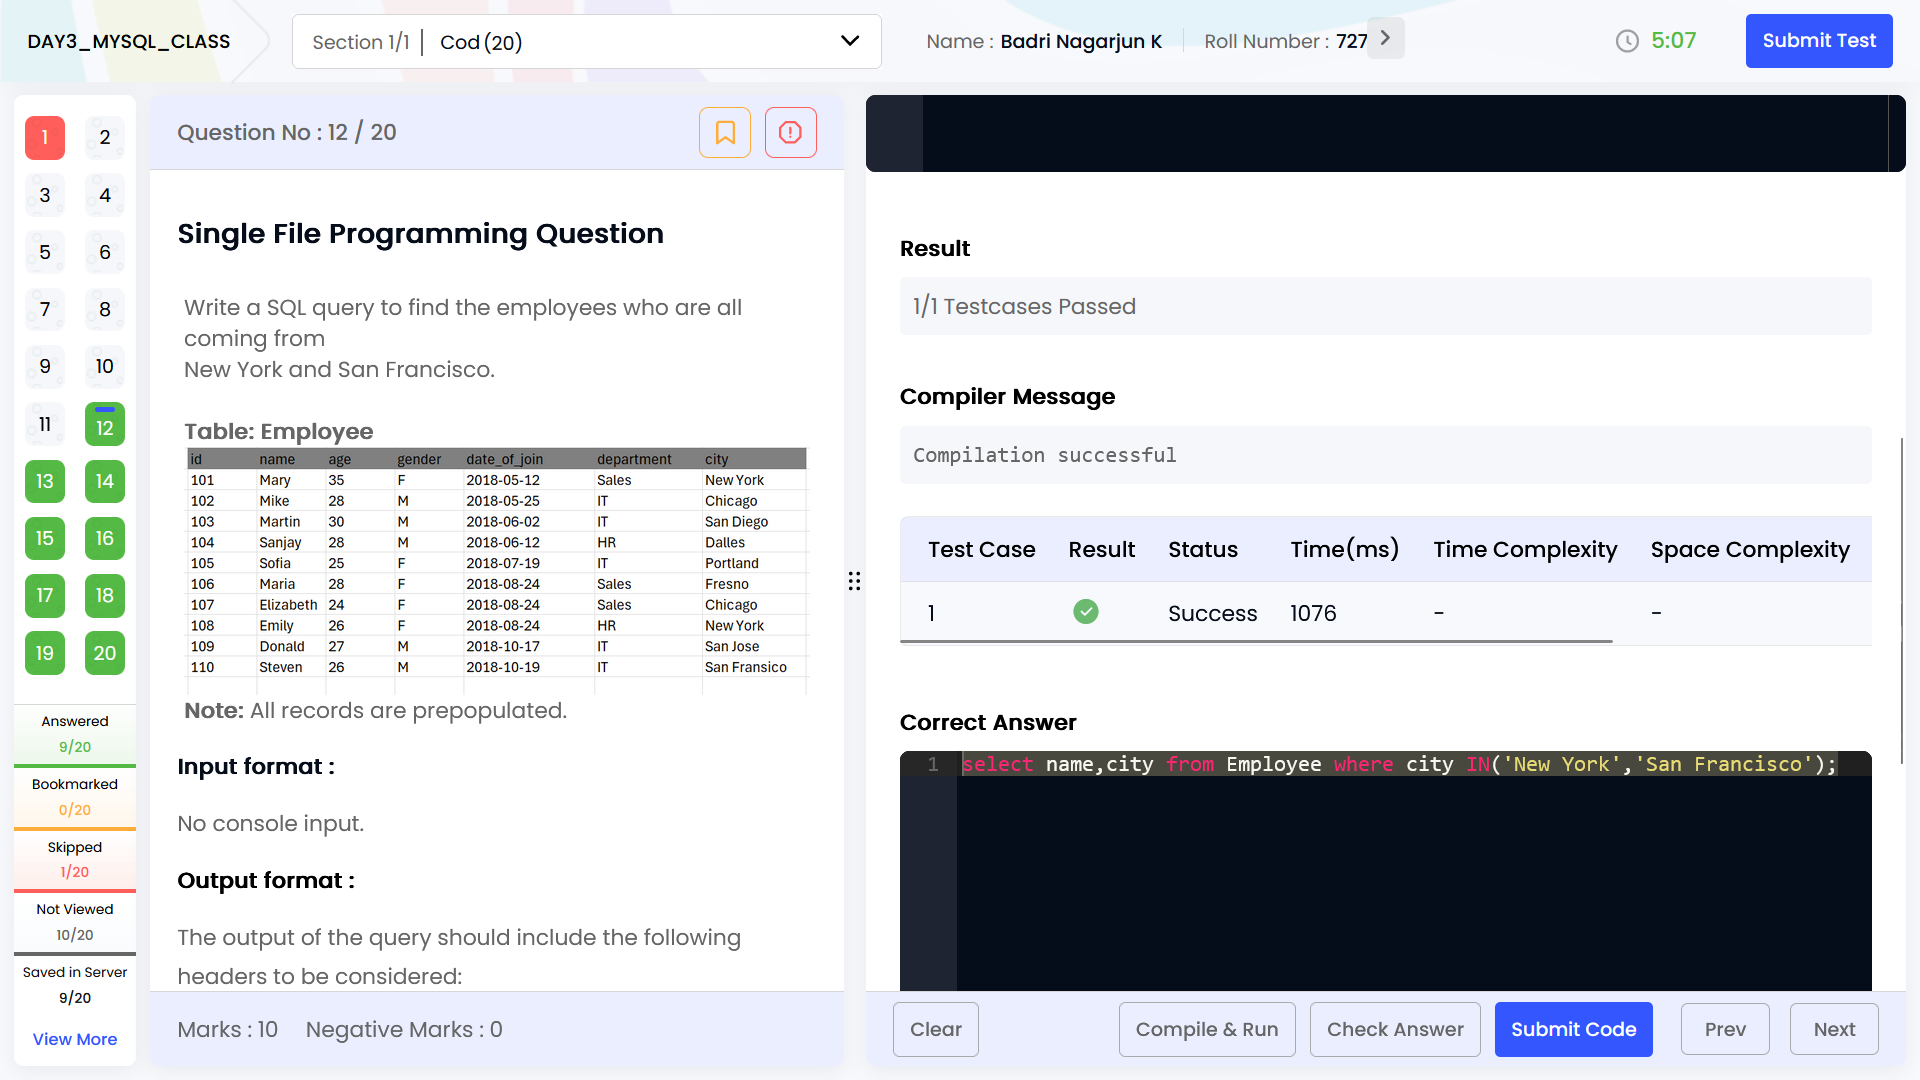 DAY3_MYSQL_CLASS
Section 1/1 | Cod (20)
Name : Badri Nagarjun K
Roll Number : 727
5:07
Submit Test
1 2
3 4
5 6
7 8
9 10
11 12
13 14
15 16
17 18
19 20
Answered
9/20
Bookmarked
0/20
Skipped
1/20
Not Viewed
10/20
Saved in Server
9/20
View More
Question No : 12 / 20
Single File Programming Question
Write a SQL query to find the employees who are all
coming from
New York and San Francisco.
Table: Employee
id name age gender date_of_join department city
101 Mary 35 F 2018-05-12 Sales New York
102 Mike 28 M 2018-05-25 IT Chicago
103 Martin 30 M 2018-06-02 IT San Diego
104 Sanjay 28 M 2018-06-12 HR Dalles
105 Sofia 25 F 2018-07-19 IT Portland
106 Maria 28 F 2018-08-24 Sales Fresno
107 Elizabeth 24 F 2018-08-24 Sales Chicago
108 Emily 26 F 2018-08-24 HR New York
109 Donald 27 M 2018-10-17 IT San Jose
110 Steven 26 M 2018-10-19 IT San Fransico
Note: All records are prepopulated.
Input format :
No console input.
Output format :
The output of the query should include the following
headers to be considered:
Marks : 10 Negative Marks : 0
Result
1/1 Testcases Passed
Compiler Message
Compilation successful
Test Case Result Status Time(ms) Time Complexity Space Complexity
1 Success 1076 - -
Correct Answer
1 select name,city from Employee where city IN('New York','San Francisco');
Clear
Compile & Run
Check Answer
Submit Code
Prev
Next